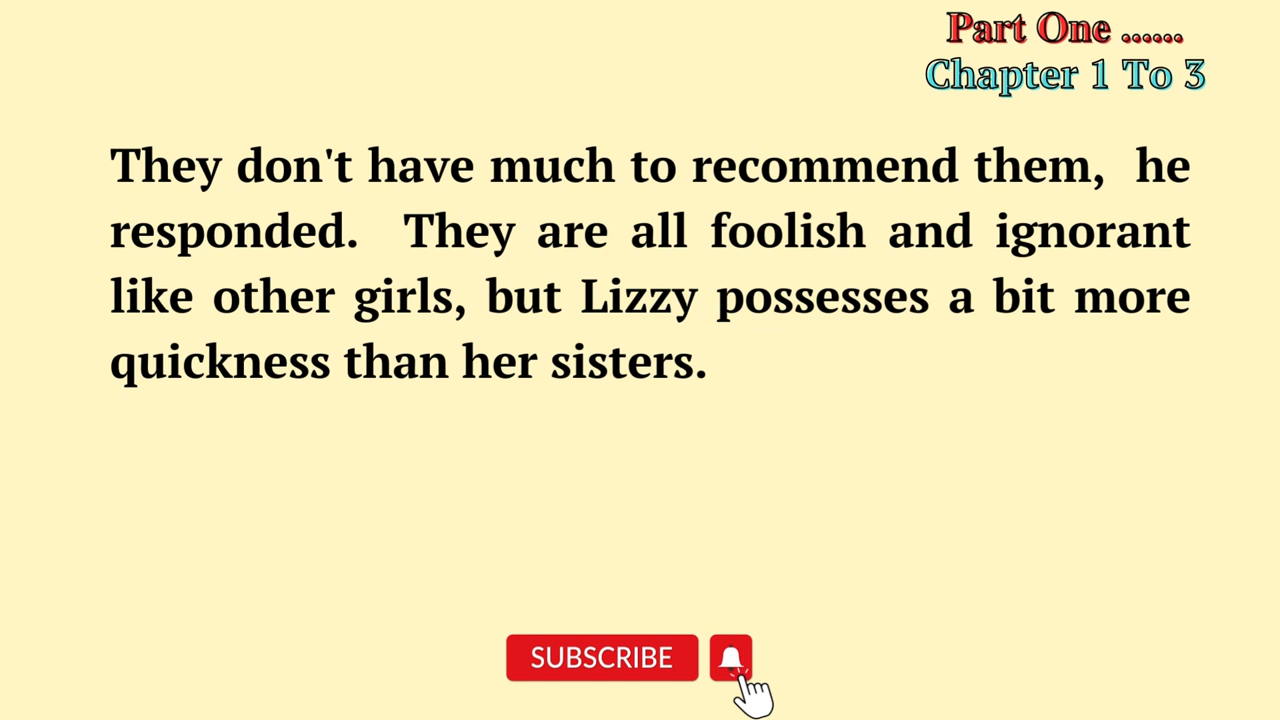 Part One ......
Chapter 1 To 3
They don't have much to recommend them,  he
responded.  They are all foolish and ignorant
like other girls, but Lizzy possesses a bit more
quickness than her sisters.
SUBSCRIBE